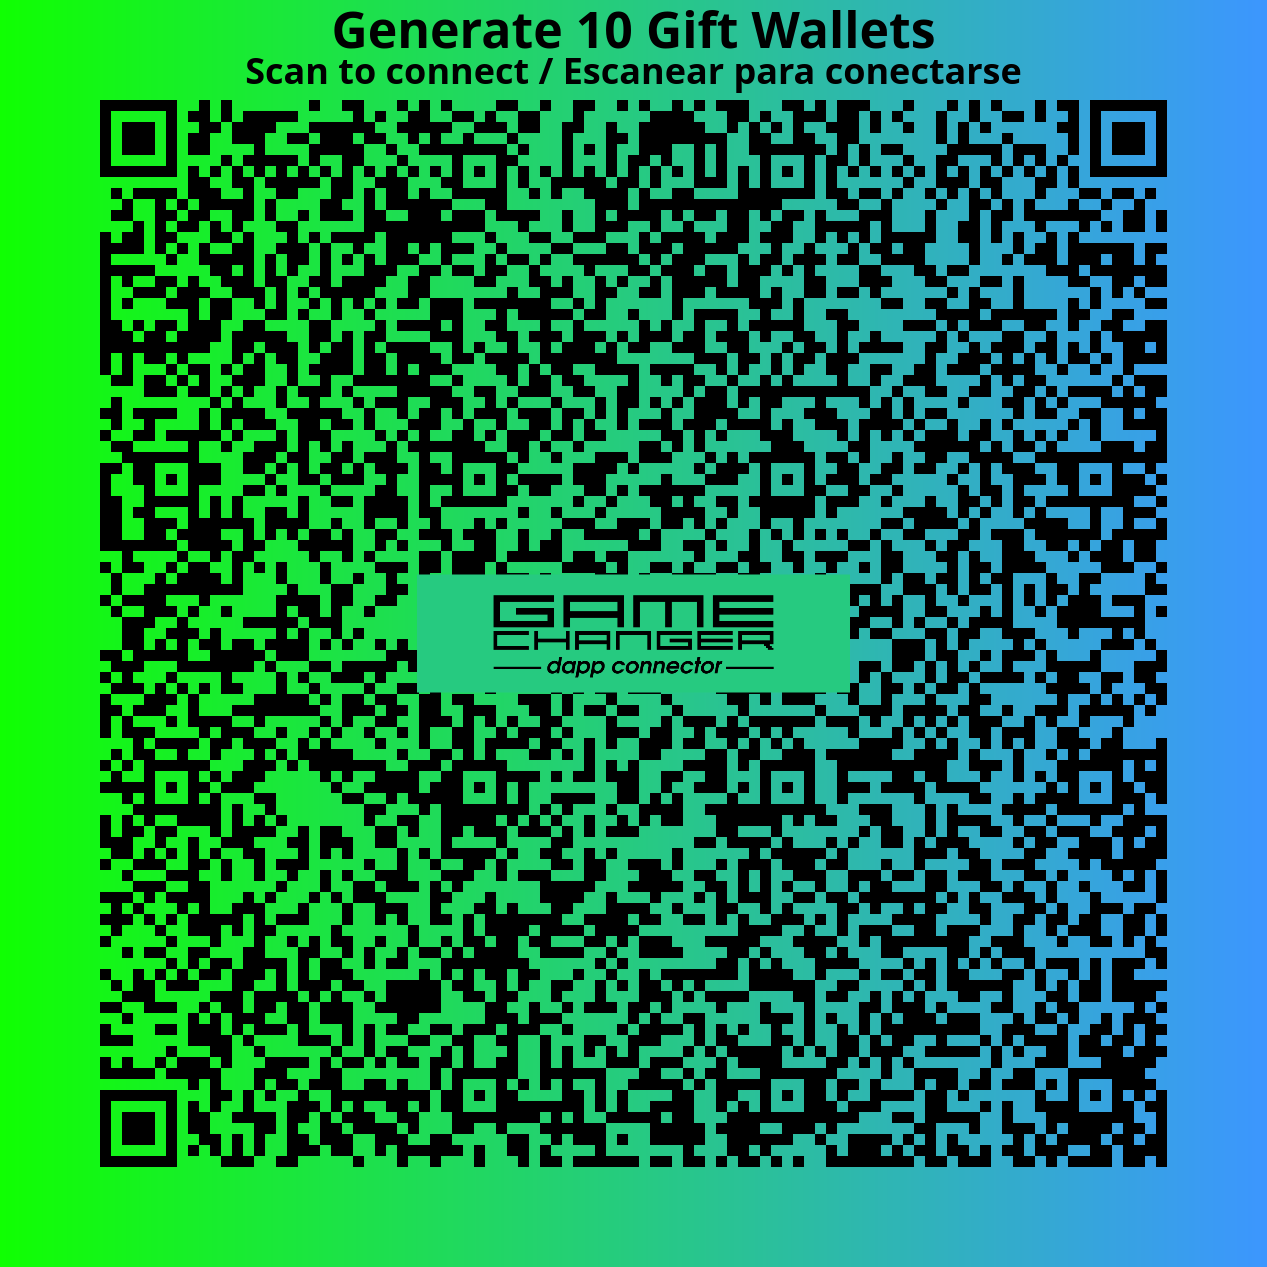 Generate 10 Gift Wallets
Scan to connect / Escanear para conectarse
GAME
CHANGER
dapp connector